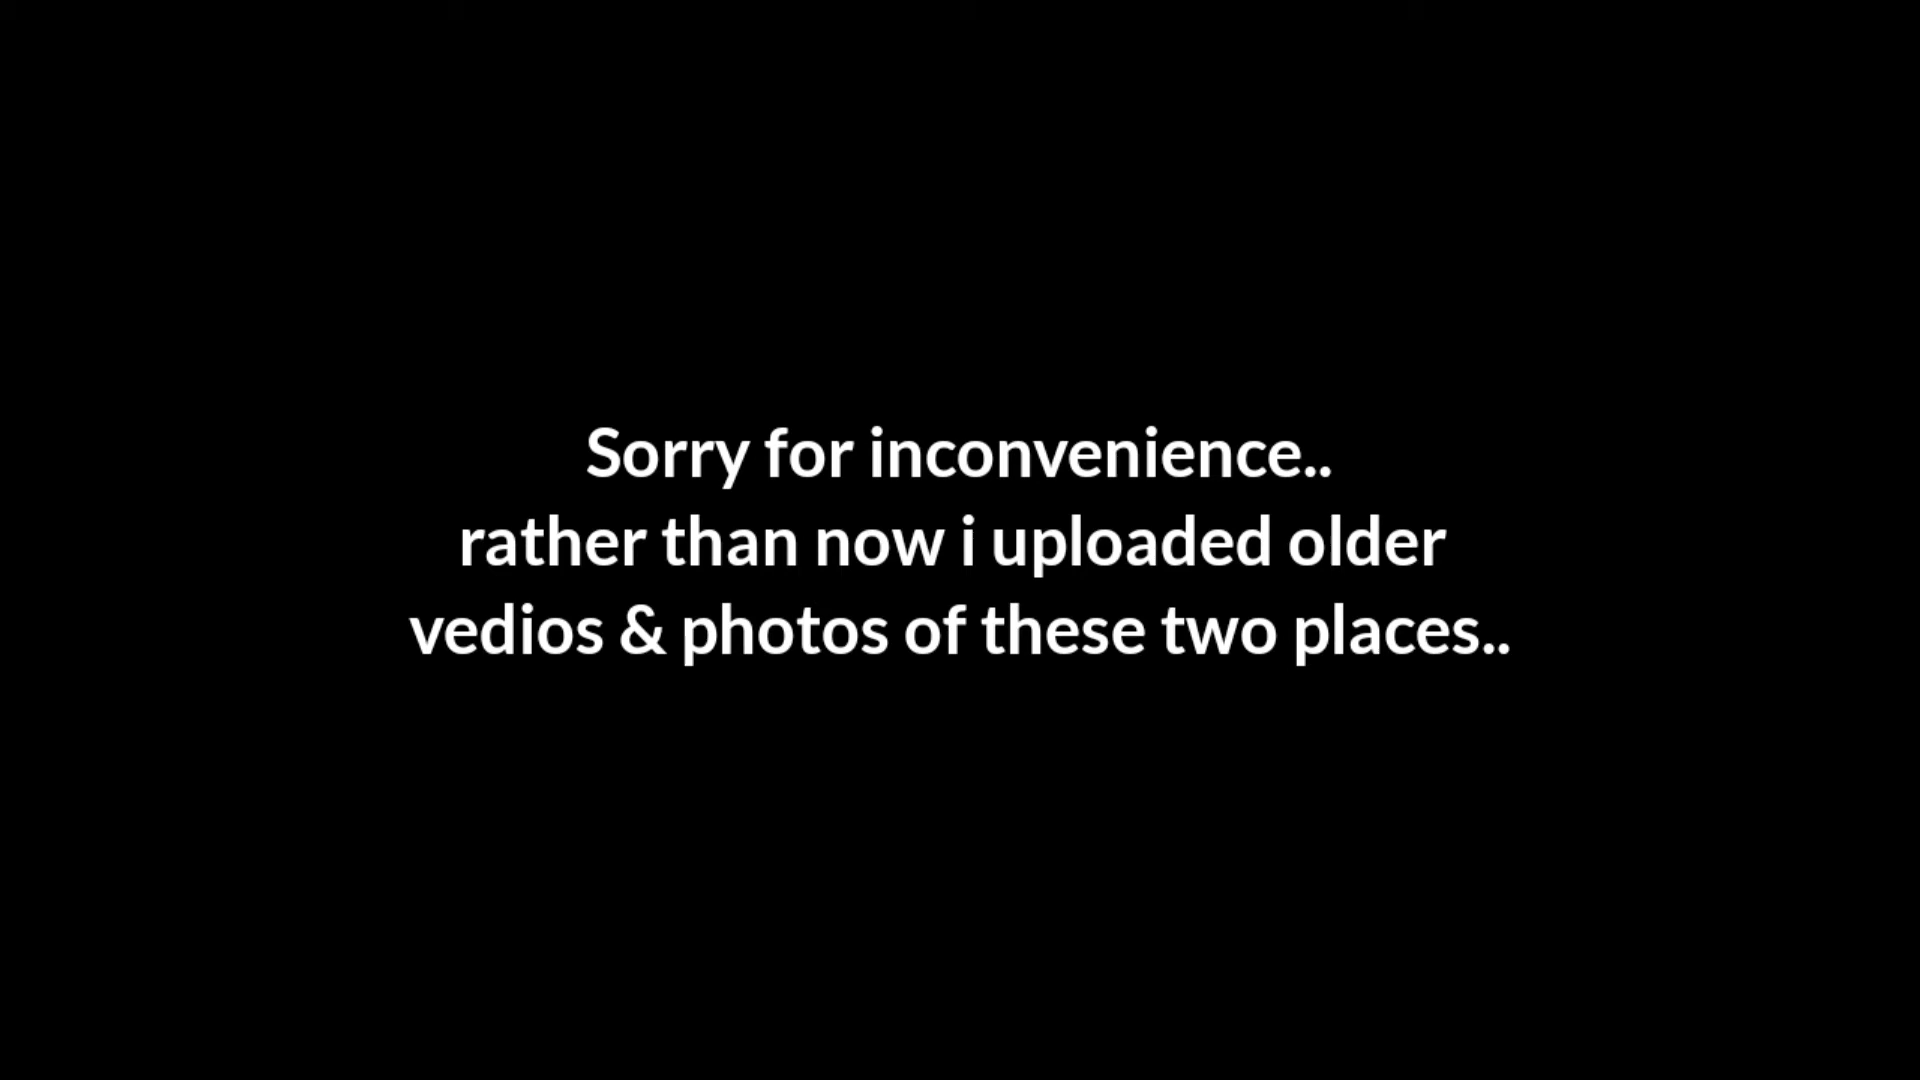 Sorry for inconvenience..
rather than now i uploaded older
vedios & photos of these two places..